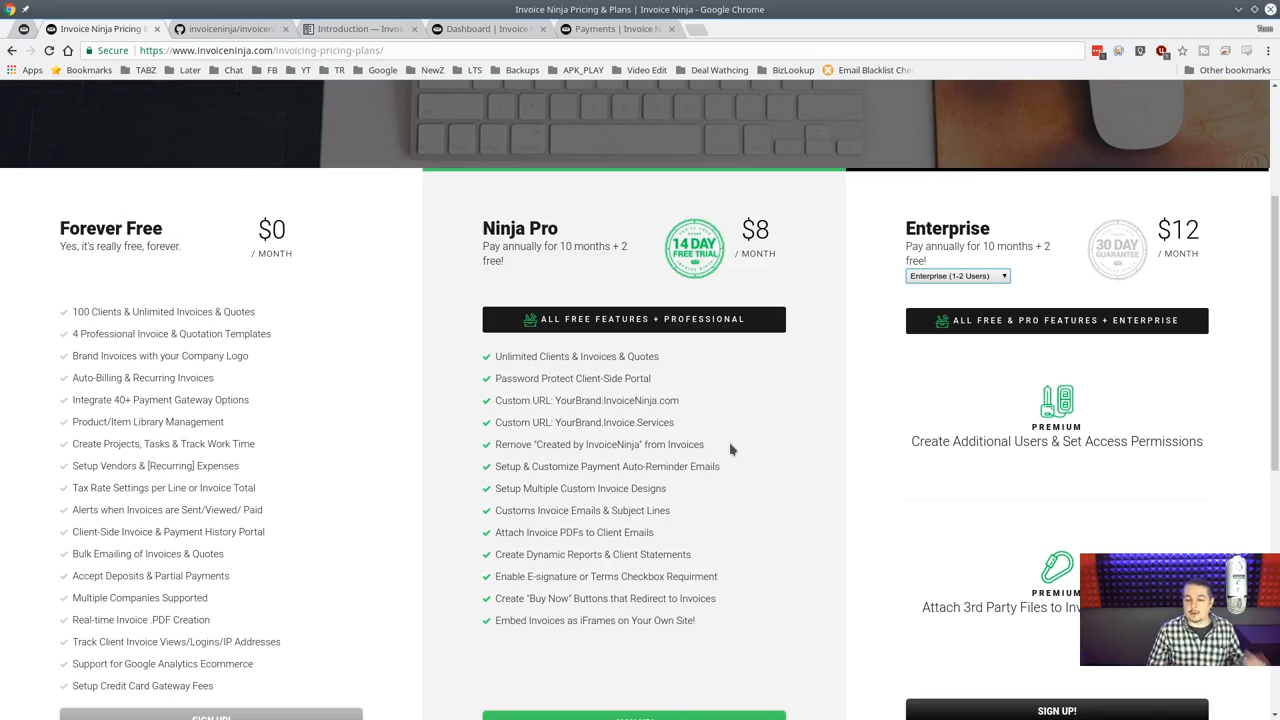 Invoice Ninja Pricing & Plans | Invoice Ninja - Google Chrome
Invoice Ninja Pricing &
invoiceninja/invoicenin
Introduction — Invoic
Dashboard | Invoice N
Payments | Invoice Ni
Tom
Secure
https://www.invoiceninja.com/invoicing-pricing-plans/
Apps
Bookmarks
TABZ
Later
Chat
FB
YT
TR
Google
NewZ
LTS
Backups
APK_PLAY
Video Edit
Deal Wathcing
BizLookup
Email Blacklist Che
Other bookmarks
Forever Free
Yes, it's really free, forever.
$0
/ MONTH
100 Clients & Unlimited Invoices & Quotes
4 Professional Invoice & Quotation Templates
Brand Invoices with your Company Logo
Auto-Billing & Recurring Invoices
Integrate 40+ Payment Gateway Options
Product/Item Library Management
Create Projects, Tasks & Track Work Time
Setup Vendors & [Recurring] Expenses
Tax Rate Settings per Line or Invoice Total
Alerts when Invoices are Sent/Viewed/ Paid
Client-Side Invoice & Payment History Portal
Bulk Emailing of Invoices & Quotes
Accept Deposits & Partial Payments
Multiple Companies Supported
Real-time Invoice .PDF Creation
Track Client Invoice Views/Logins/IP Addresses
Support for Google Analytics Ecommerce
Setup Credit Card Gateway Fees
SIGN UP!
Ninja Pro
Pay annually for 10 months + 2
free!
14 DAY
FREE TRIAL
$8
/ MONTH
ALL FREE FEATURES + PROFESSIONAL
Unlimited Clients & Invoices & Quotes
Password Protect Client-Side Portal
Custom URL: YourBrand.InvoiceNinja.com
Custom URL: YourBrand.Invoice.Services
Remove "Created by InvoiceNinja" from Invoices
Setup & Customize Payment Auto-Reminder Emails
Setup Multiple Custom Invoice Designs
Customs Invoice Emails & Subject Lines
Attach Invoice PDFs to Client Emails
Create Dynamic Reports & Client Statements
Enable E-signature or Terms Checkbox Requirment
Create "Buy Now" Buttons that Redirect to Invoices
Embed Invoices as iFrames on Your Own Site!
Enterprise
Pay annually for 10 months + 2
free!
Enterprise (1-2 Users)
30 DAY
GUARANTEE
$12
/ MONTH
ALL FREE & PRO FEATURES + ENTERPRISE
PREMIUM
Create Additional Users & Set Access Permissions
PREMIUM
Attach 3rd Party Files to In
SIGN UP!